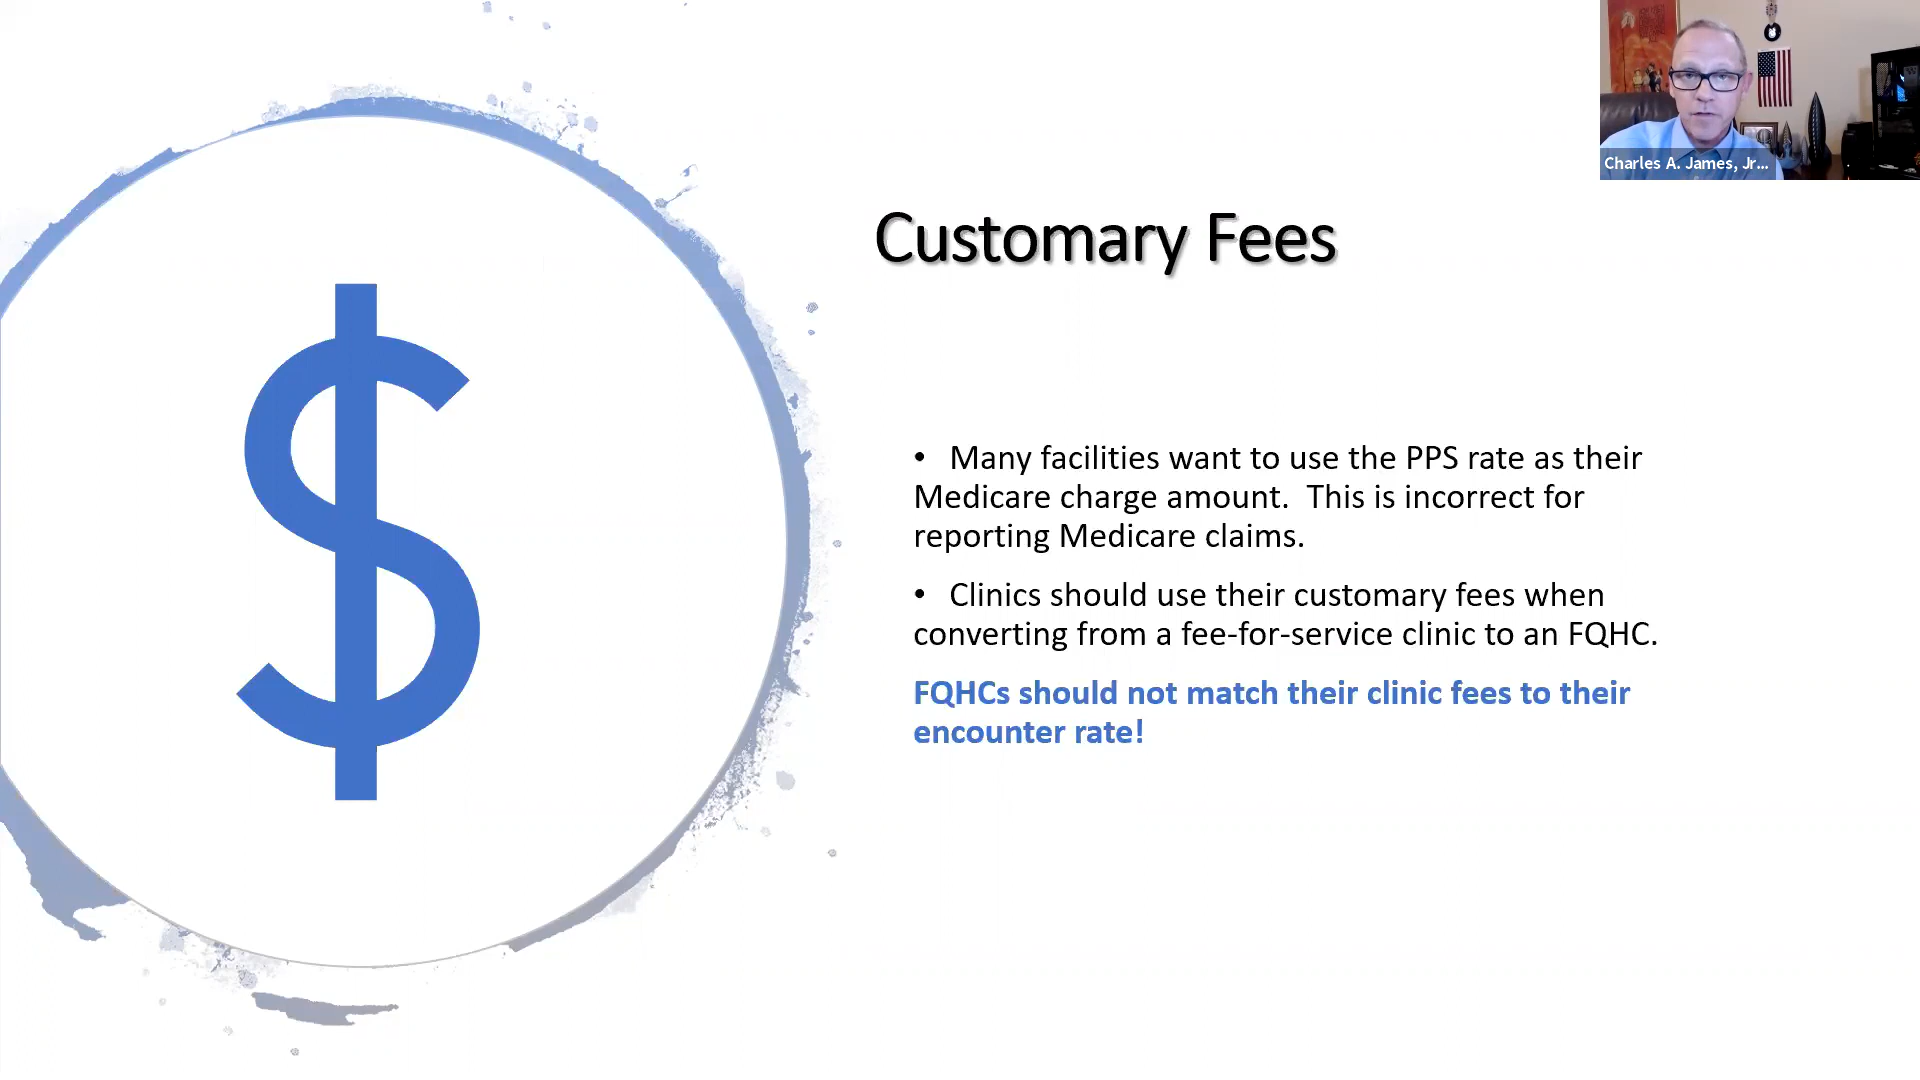 Charles A. James, Jr...
Customary Fees
• Many facilities want to use the PPS rate as their
Medicare charge amount.  This is incorrect for
reporting Medicare claims.
• Clinics should use their customary fees when
converting from a fee-for-service clinic to an FQHC.
FQHCs should not match their clinic fees to their
encounter rate!